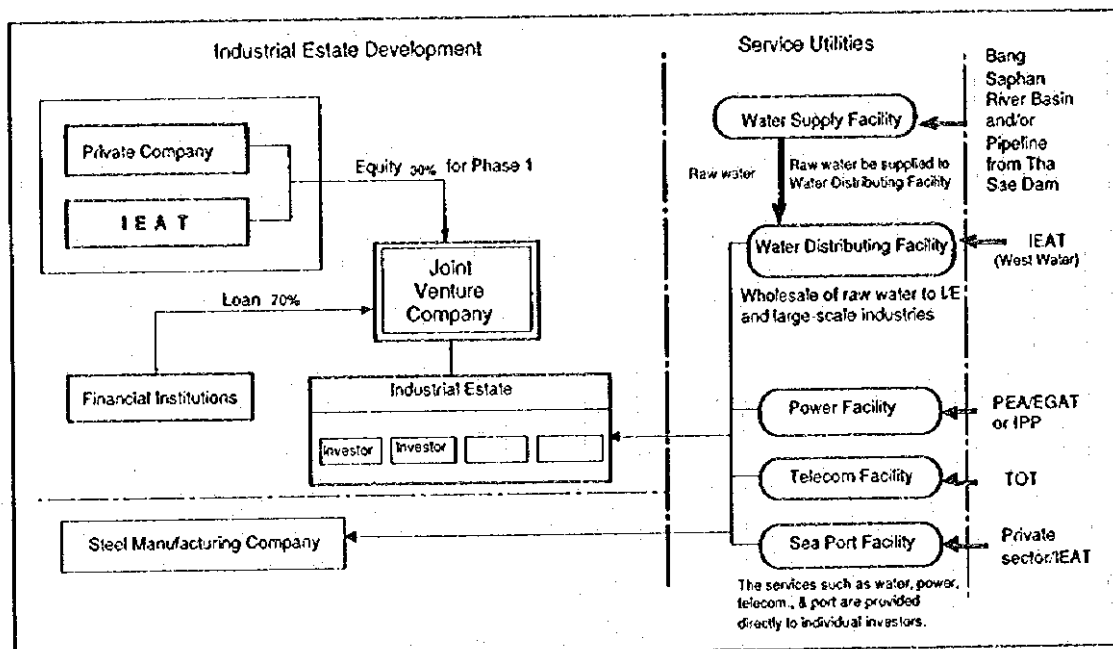 Industrial Estate Development
Private Company
I E A T
Equity 30% for Phase 1
Joint
Venture
Company
Loan 70%
Financial Institutions
Industrial Estate
Investor
Investor
Steel Manufacturing Company
Service Utilities
Water Supply Facility
Raw water
Raw water be supplied to
Water Distributing Facility
Water Distributing Facility
Wholesale of raw water to I/E
and large-scale industries
Power Facility
Telecom Facility
Sea Port Facility
The services such as water, power,
telecom., & port are provided
directly to individual investors.
Bang
Saphan
River Basin
and/or
Pipeline
from Tha
Sae Dam
IEAT
(West Water)
PEA/EGAT
or IPP
TOT
Private
sector/IEAT